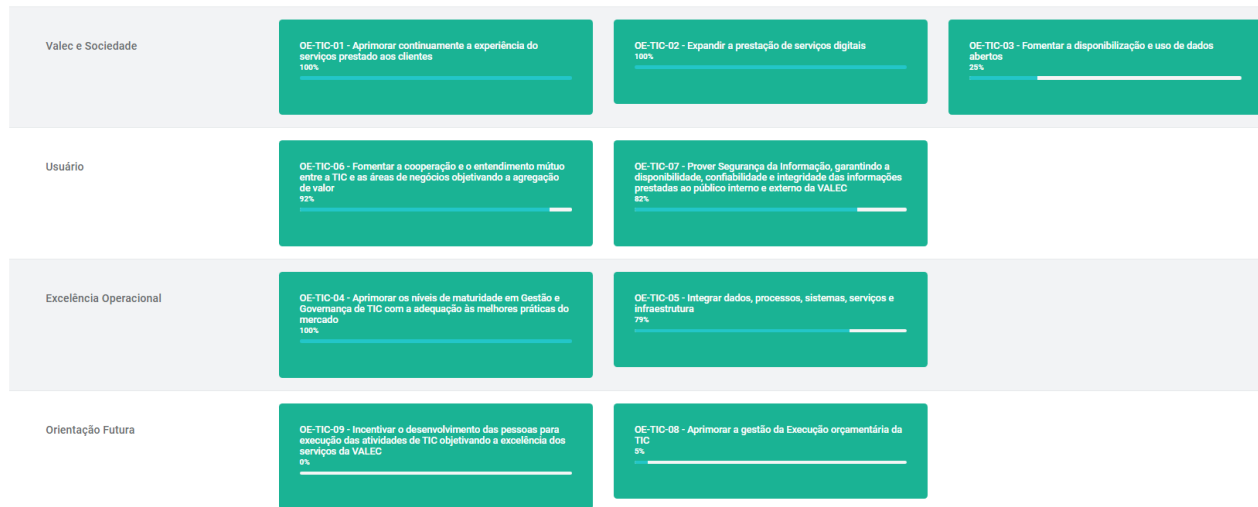 Valec e Sociedade
OE-TIC-01 - Aprimorar continuamente a experiência do
serviços prestado aos clientes
100%
OE-TIC-02 - Expandir a prestação de serviços digitais
100%
OE-TIC-03 - Fomentar a disponibilização e uso de dados
abertos
25%
Usuário
OE-TIC-06 - Fomentar a cooperação e o entendimento mútuo
entre a TIC e as áreas de negócios objetivando a agregação
de valor
92%
OE-TIC-07 - Prover Segurança da Informação, garantindo a
disponibilidade, confiabilidade e integridade das informações
prestadas ao público interno e externo da VALEC
82%
Excelência Operacional
OE-TIC-04 - Aprimorar os níveis de maturidade em Gestão e
Governança de TIC com a adequação às melhores práticas do
mercado
100%
OE-TIC-05 - Integrar dados, processos, sistemas, serviços e
infraestrutura
79%
Orientação Futura
OE-TIC-09 - Incentivar o desenvolvimento das pessoas para
execução das atividades de TIC objetivando a excelência dos
serviços da VALEC
0%
OE-TIC-08 - Aprimorar a gestão da Execução orçamentária da
TIC
5%